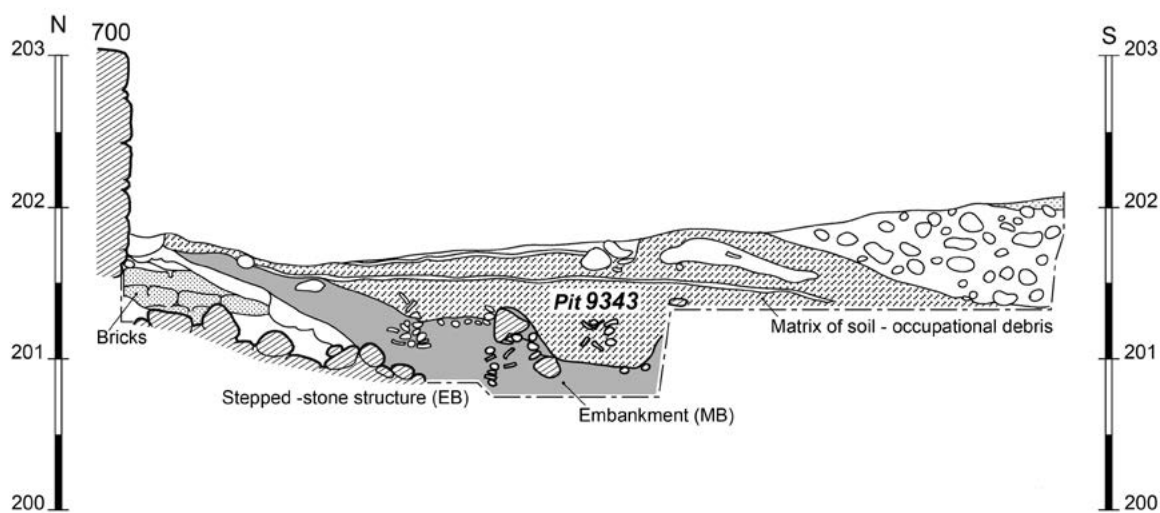 N
700
S
203
203
202
202
Pit 9343
Matrix of soil - occupational debris
Bricks
201
201
Stepped -stone structure (EB)
Embankment (MB)
200
200